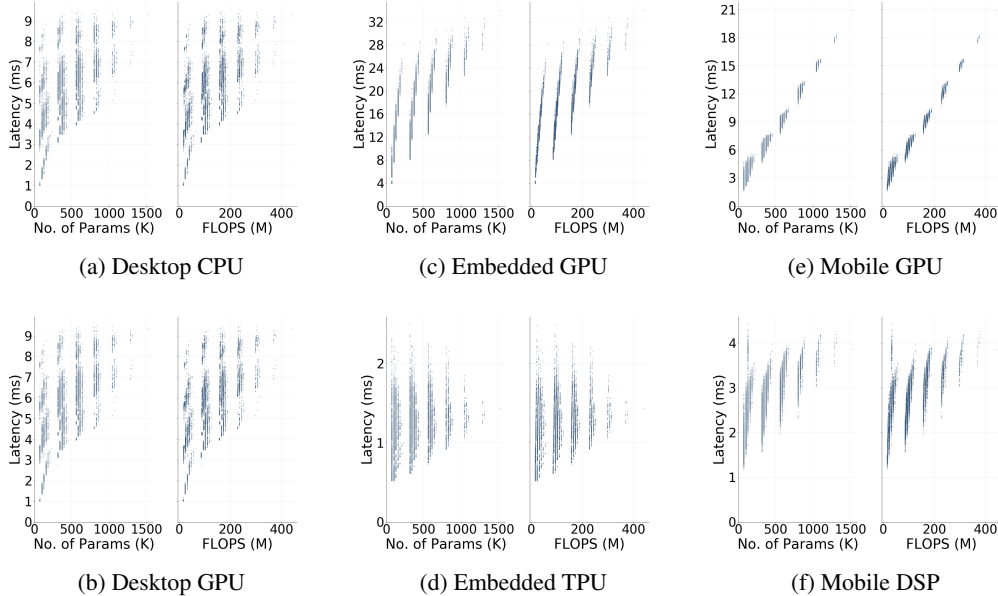 9
8
7
6
5
4
3
2
1
0
Latency (ms)
0 500 1000 1500
No. of Params (K)
0 200 400
FLOPS (M)
(a) Desktop CPU
32
28
24
20
16
12
8
4
0
Latency (ms)
0 500 1000 1500
No. of Params (K)
0 200 400
FLOPS (M)
(c) Embedded GPU
21
18
15
12
9
6
3
0
Latency (ms)
0 500 1000 1500
No. of Params (K)
0 200 400
FLOPS (M)
(e) Mobile GPU
9
8
7
6
5
4
3
2
1
0
Latency (ms)
0 500 1000 1500
No. of Params (K)
0 200 400
FLOPS (M)
(b) Desktop GPU
2
1
0
Latency (ms)
0 500 1000 1500
No. of Params (K)
0 200 400
FLOPS (M)
(d) Embedded TPU
4
3
2
1
0
Latency (ms)
0 500 1000 1500
No. of Params (K)
0 200 400
FLOPS (M)
(f) Mobile DSP